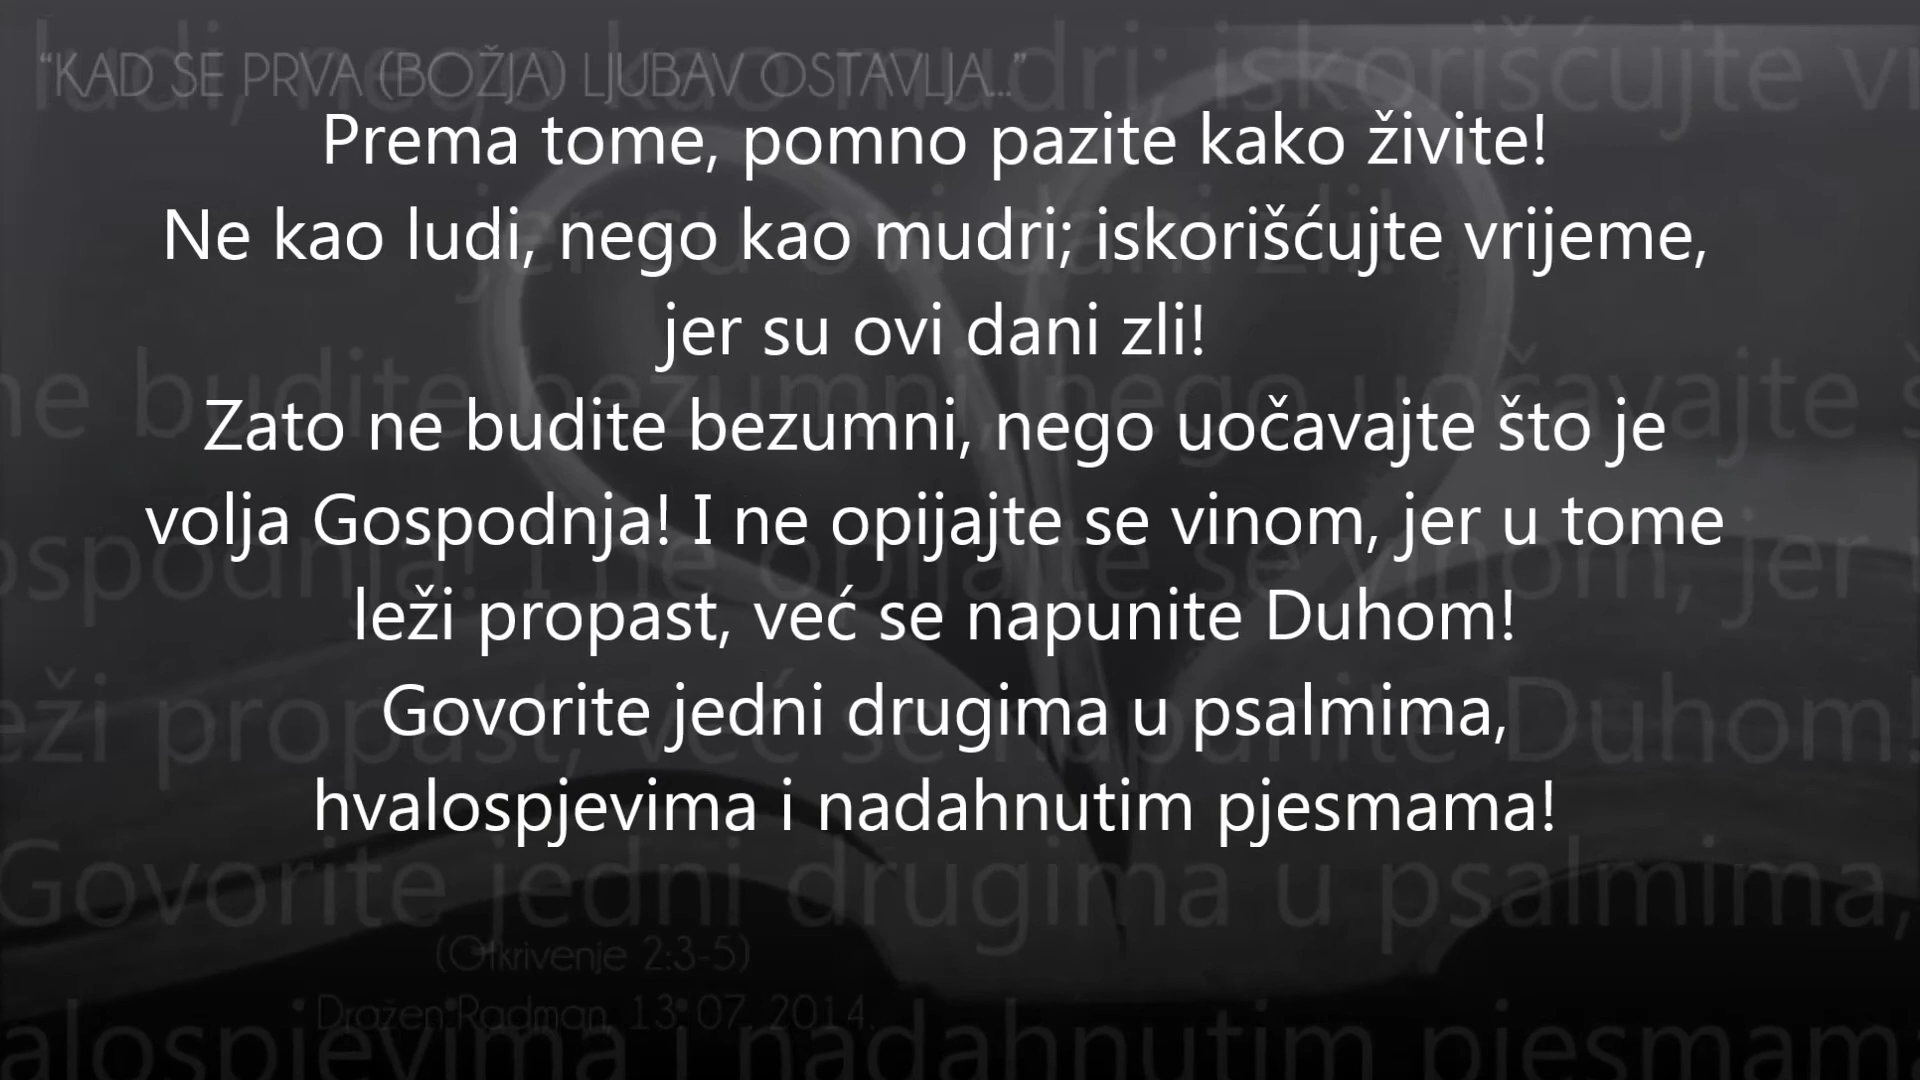 “KAD SE PRVA (BOŽJA) LJUBAV OSTAVLJA...”
Prema tome, pomno pazite kako živite!
Ne kao ludi, nego kao mudri; iskorišćujte vrijeme,
jer su ovi dani zli!
Zato ne budite bezumni, nego uočavajte što je
volja Gospodnja! I ne opijajte se vinom, jer u tome
leži propast, već se napunite Duhom!
Govorite jedni drugima u psalmima,
hvalospjevima i nadahnutim pjesmama!
(Otkrivenje 2:3-5)
Dražen Radman, 13. 07. 2014.